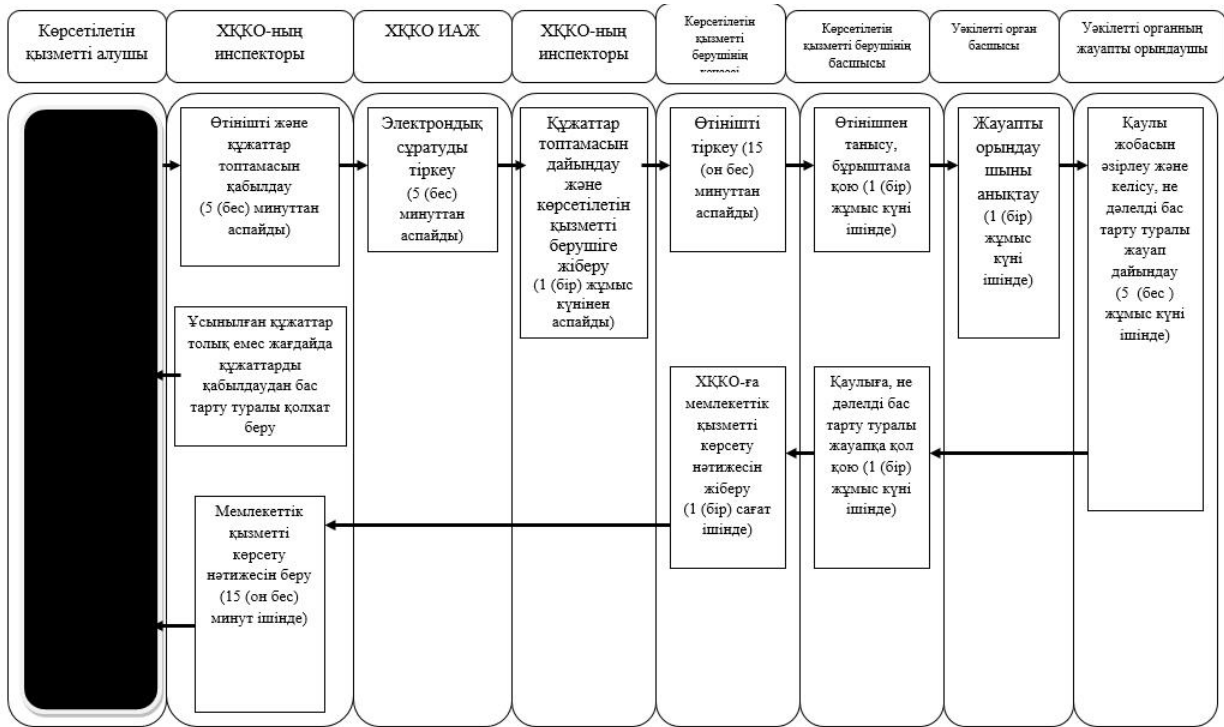 Көрсетілетін
қызметті алушы
ХҚКО-ның
инспекторы
ХҚКО ИАЖ
ХҚКО-ның
инспекторы
Көрсетілетін
қызметті
берушінің
Көрсетілетін
қызметті берушінің
басшысы
Уәкілетті орган
басшысы
Уәкілетті органның
жауапты орындаушы
Өтінішті және
құжаттар
топтамасын
қабылдау
(5 (бес) минуттан
аспайды)
Электрондық
сұратуды
тіркеу
(5 (бес)
минуттан
аспайды)
Құжаттар
топтамасын
дайындау
және
көрсетілетін
қызметті
берушіге
жіберу
(1 (бір) жұмыс
күнінен
аспайды)
Өтінішті
тіркеу (15
(он бес)
минуттан
аспайды)
Өтінішпен
танысу,
бұрыштама
қою (1 (бір)
жұмыс күні
ішінде)
Жауапты
орындау
шыны
анықтау
(1 (бір)
жұмыс
күні
ішінде)
Қаулы
жобасын
әзірлеу және
келісу, не
дәлелді бас
тарту туралы
жауап
дайындау
(5 (бес )
жұмыс күні
ішінде)
Ұсынылған құжаттар
толық емес жағдайда
құжаттарды
қабылдаудан бас
тарту туралы қолхат
беру
ХҚКО-ға
мемлекеттік
қызметті
көрсету
нәтижесін
жіберу
(1 (бір) сағат
ішінде)
Қаулыға, не
дәлелді бас
тарту туралы
жауапқа қол
қою (1 (бір)
жұмыс күні
ішінде)
Мемлекеттік
қызметті
көрсету
нәтижесін беру
(15 (он бес)
минут ішінде)